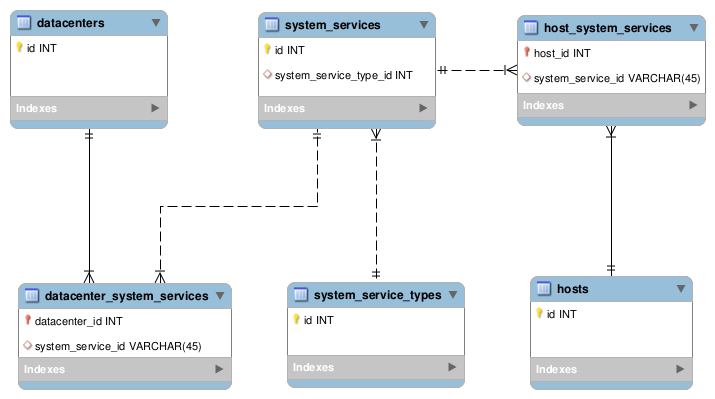 datacenters
id INT
Indexes
system_services
id INT
system_service_type_id INT
Indexes
host_system_services
host_id INT
system_service_id VARCHAR(45)
Indexes
datacenter_system_services
datacenter_id INT
system_service_id VARCHAR(45)
Indexes
system_service_types
id INT
Indexes
hosts
id INT
Indexes